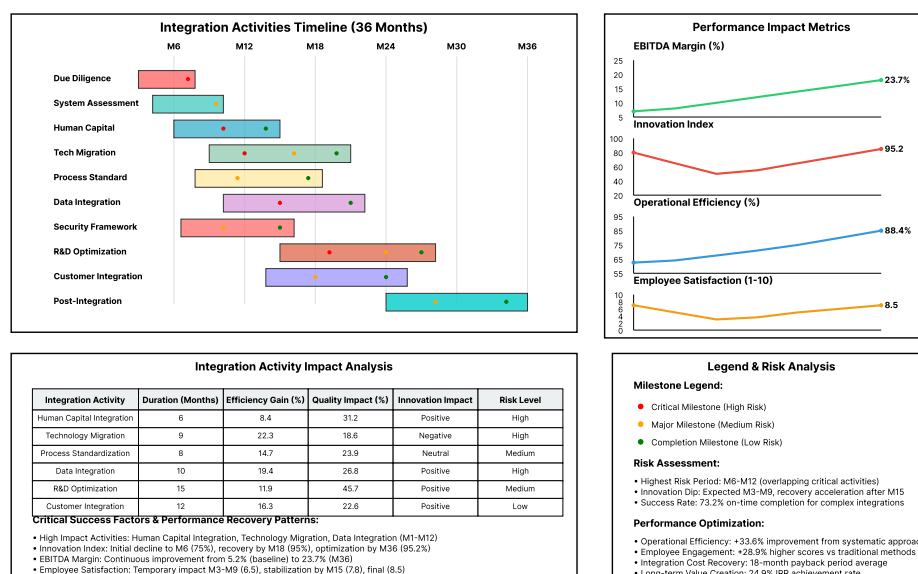 Integration Activities Timeline (36 Months)
M6 M12 M18 M24 M30 M36
Due Diligence
System Assessment
Human Capital
Tech Migration
Process Standard
Data Integration
Security Framework
R&D Optimization
Customer Integration
Post-Integration
Performance Impact Metrics
EBITDA Margin (%)
25
20
15
10
5
23.7%
Innovation Index
100
80
60
40
20
95.2
Operational Efficiency (%)
95
85
75
65
55
88.4%
Employee Satisfaction (1-10)
10
8
6
4
2
0
8.5
Integration Activity Impact Analysis
Integration Activity Duration (Months) Efficiency Gain (%) Quality Impact (%) Innovation Impact Risk Level
Human Capital Integration 6 8.4 31.2 Positive High
Technology Migration 9 22.3 18.6 Negative High
Process Standardization 8 14.7 23.9 Neutral Medium
Data Integration 10 19.4 26.8 Positive High
R&D Optimization 15 11.9 45.7 Positive Medium
Customer Integration 12 16.3 22.6 Positive Low
Critical Success Factors & Performance Recovery Patterns:
• High Impact Activities: Human Capital Integration, Technology Migration, Data Integration (M1-M12)
• Innovation Index: Initial decline to M6 (75%), recovery by M18 (95%), optimization by M36 (95.2%)
• EBITDA Margin: Continuous improvement from 5.2% (baseline) to 23.7% (M36)
• Employee Satisfaction: Temporary impact M3-M9 (6.5), stabilization by M15 (7.8), final (8.5)
Legend & Risk Analysis
Milestone Legend:
Critical Milestone (High Risk)
Major Milestone (Medium Risk)
Completion Milestone (Low Risk)
Risk Assessment:
• Highest Risk Period: M6-M12 (overlapping critical activities)
• Innovation Dip: Expected M3-M9, recovery acceleration after M15
• Success Rate: 73.2% on-time completion for complex integrations
Performance Optimization:
• Operational Efficiency: +33.6% improvement from systematic
• Employee Engagement: +28.9% higher scores vs traditional methods
• Integration Cost Recovery: 18-month payback period average
• Long-term Value Creation: 24.9% IRR achievement rate